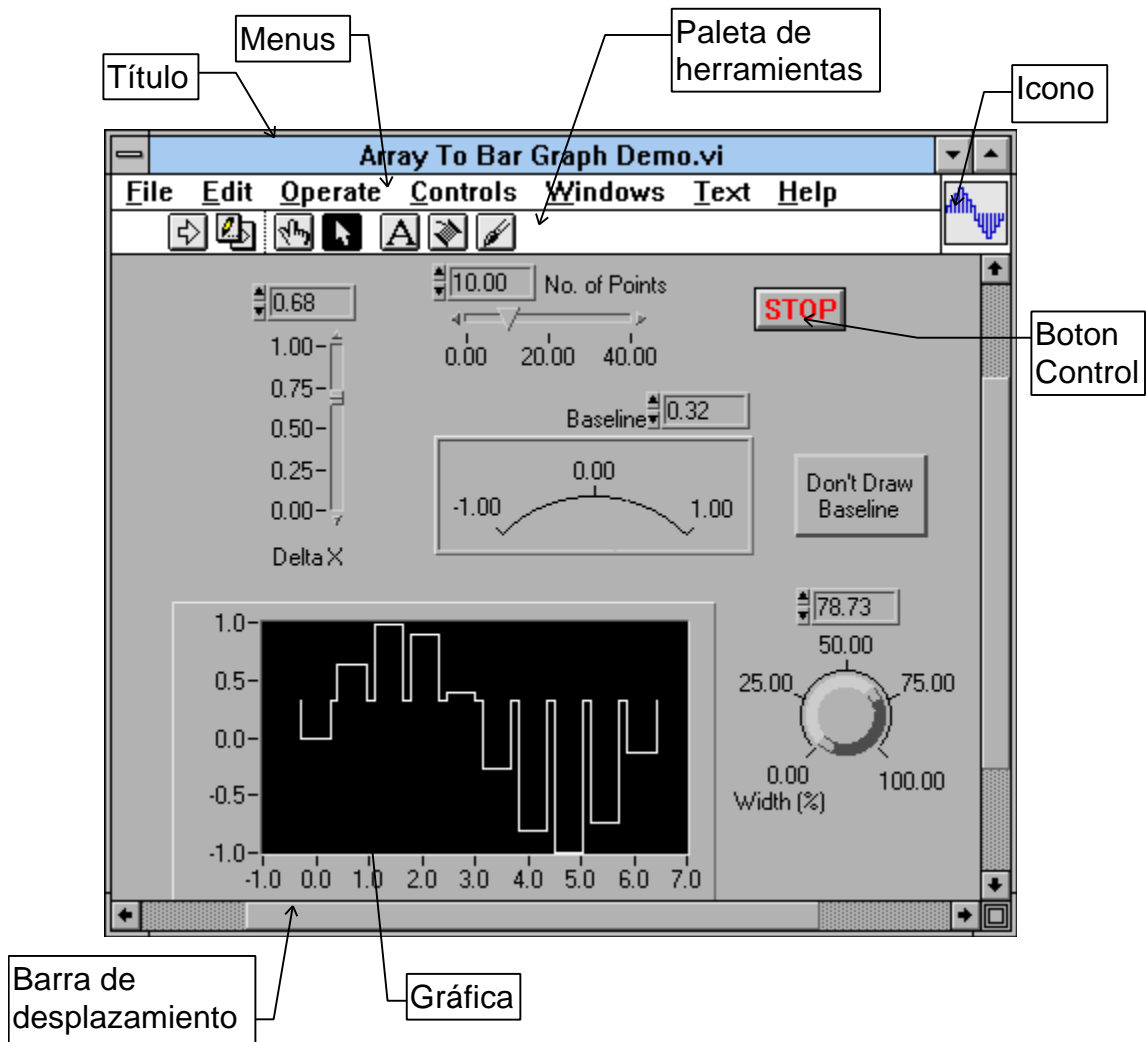 Menus
Paleta de
herramientas
Título
Icono
Array To Bar Graph Demo.vi
File Edit Operate Controls Windows Text Help
A
10.00 No. of Points
0.68
STOP
0.00 20.00 40.00
Boton
Control
1.00
0.75
0.50
0.25
0.00
Delta X
Baseline 0.32
0.00
-1.00 1.00
Don't Draw
Baseline
78.73
50.00
25.00 75.00
0.00 100.00
Width (%)
1.0
0.5
0.0
-0.5
-1.0
-1.0 0.0 1.0 2.0 3.0 4.0 5.0 6.0 7.0
Barra de
desplazamiento
Gráfica